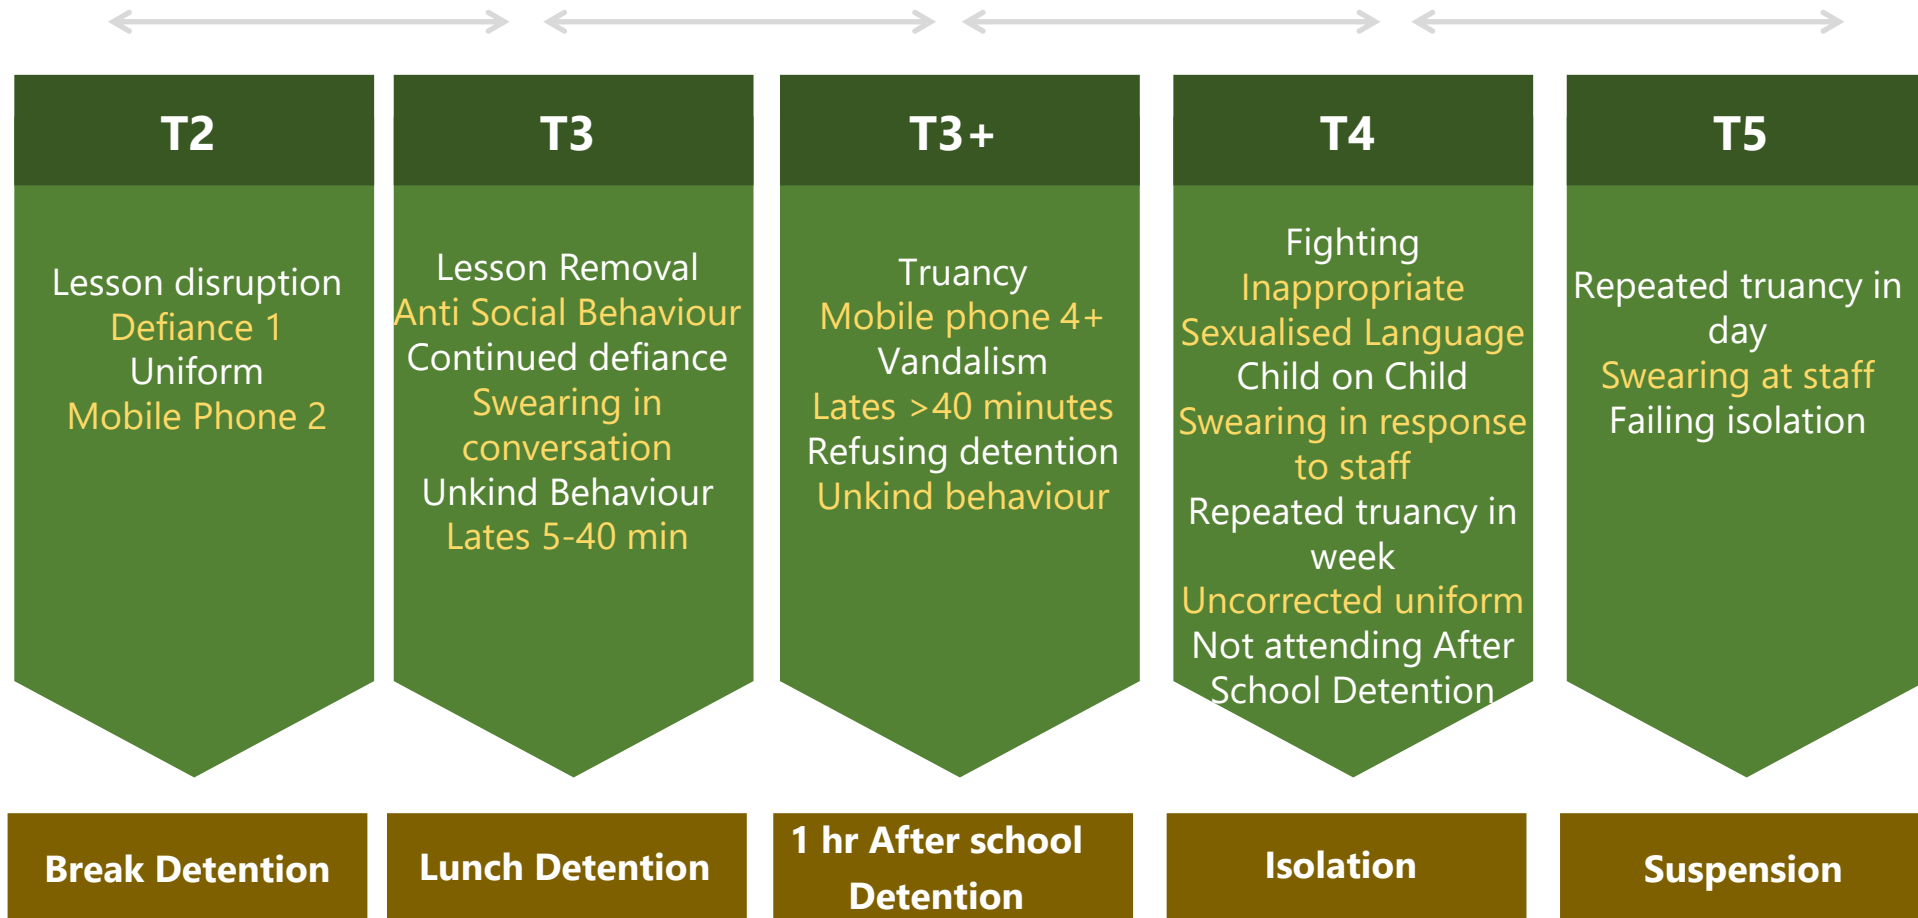 T2
Lesson disruption
Defiance 1
Uniform
Mobile Phone 2
Break Detention
T3
Lesson Removal
Anti Social Behaviour
Continued defiance
Swearing in
conversation
Unkind Behaviour
Lates 5-40 min
Lunch Detention
T3+
Truancy
Mobile phone 4+
Vandalism
Lates >40 minutes
Refusing detention
Unkind behaviour
1 hr After school
Detention
T4
Fighting
Inappropriate
Sexualised Language
Child on Child
Swearing in response
to staff
Repeated truancy in
week
Uncorrected uniform
Not attending After
School Detention
Isolation
T5
Repeated truancy in
day
Swearing at staff
Failing isolation
Suspension